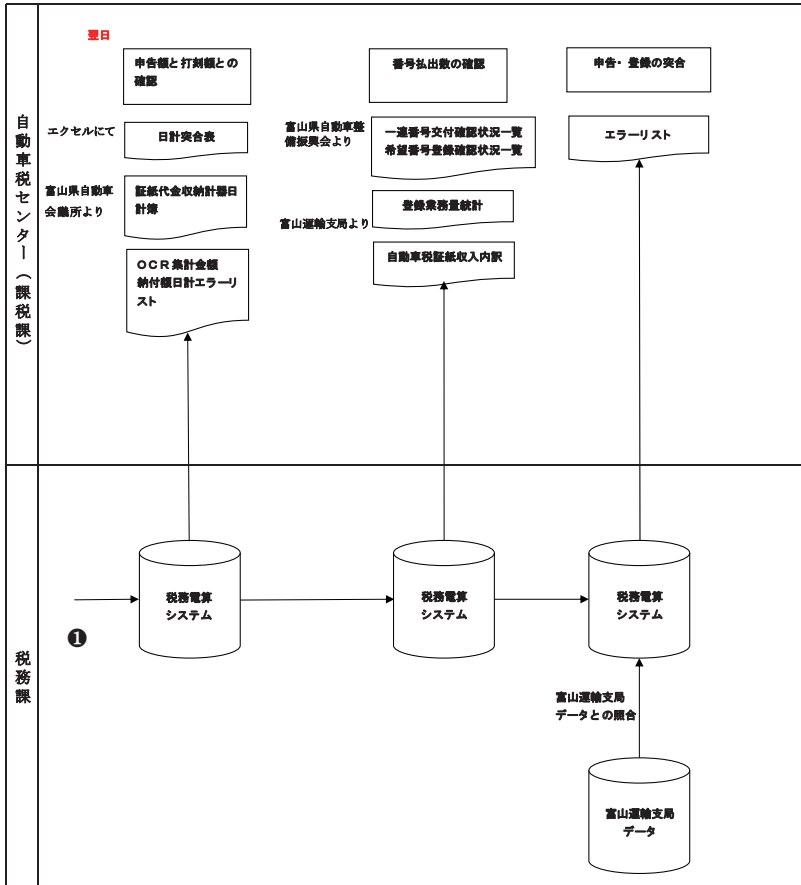 翌日
申告額と打刻額との
確認
番号払出数の確認
申告・登録の突合
自動車税センター（課税課）
エクセルにて
日計突合表
富山県自動車整
備振興会より
一連番号交付確認状況一覧
希望番号登録確認状況一覧
エラーリスト
富山県自動車
会議所より
証紙代金収納計器日
計簿
富山運輸支局より
登録業務量統計
OCR集計金額
納付額日計エラーリ
スト
自動車税証紙収入内訳
税務課
❶
税務電算
システム
税務電算
システム
税務電算
システム
富山運輸支局
データとの照合
富山運輸支局
データ